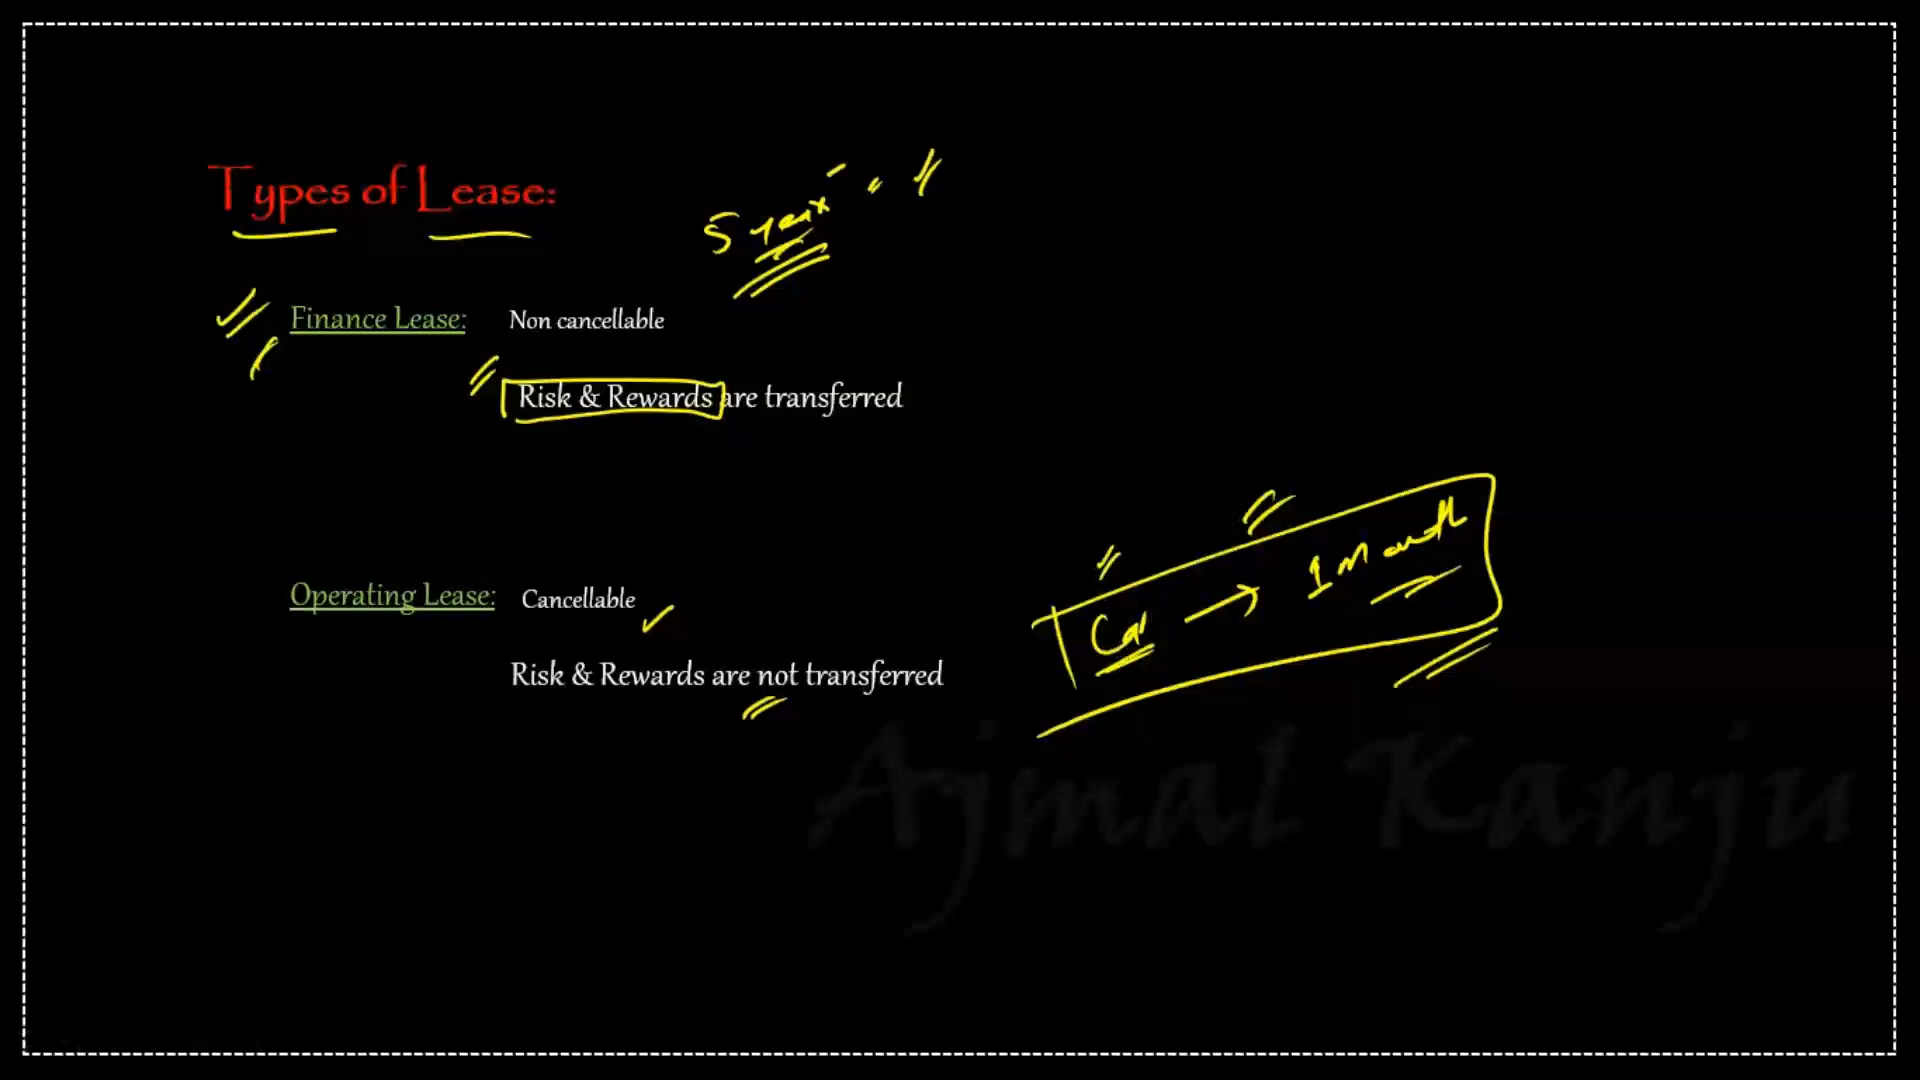 Types of Lease:
5 year
Finance Lease: Non cancellable
Risk & Rewards are transferred
Car → 1 Month
Operating Lease: Cancellable
Risk & Rewards are not transferred
Ajmal Kanju